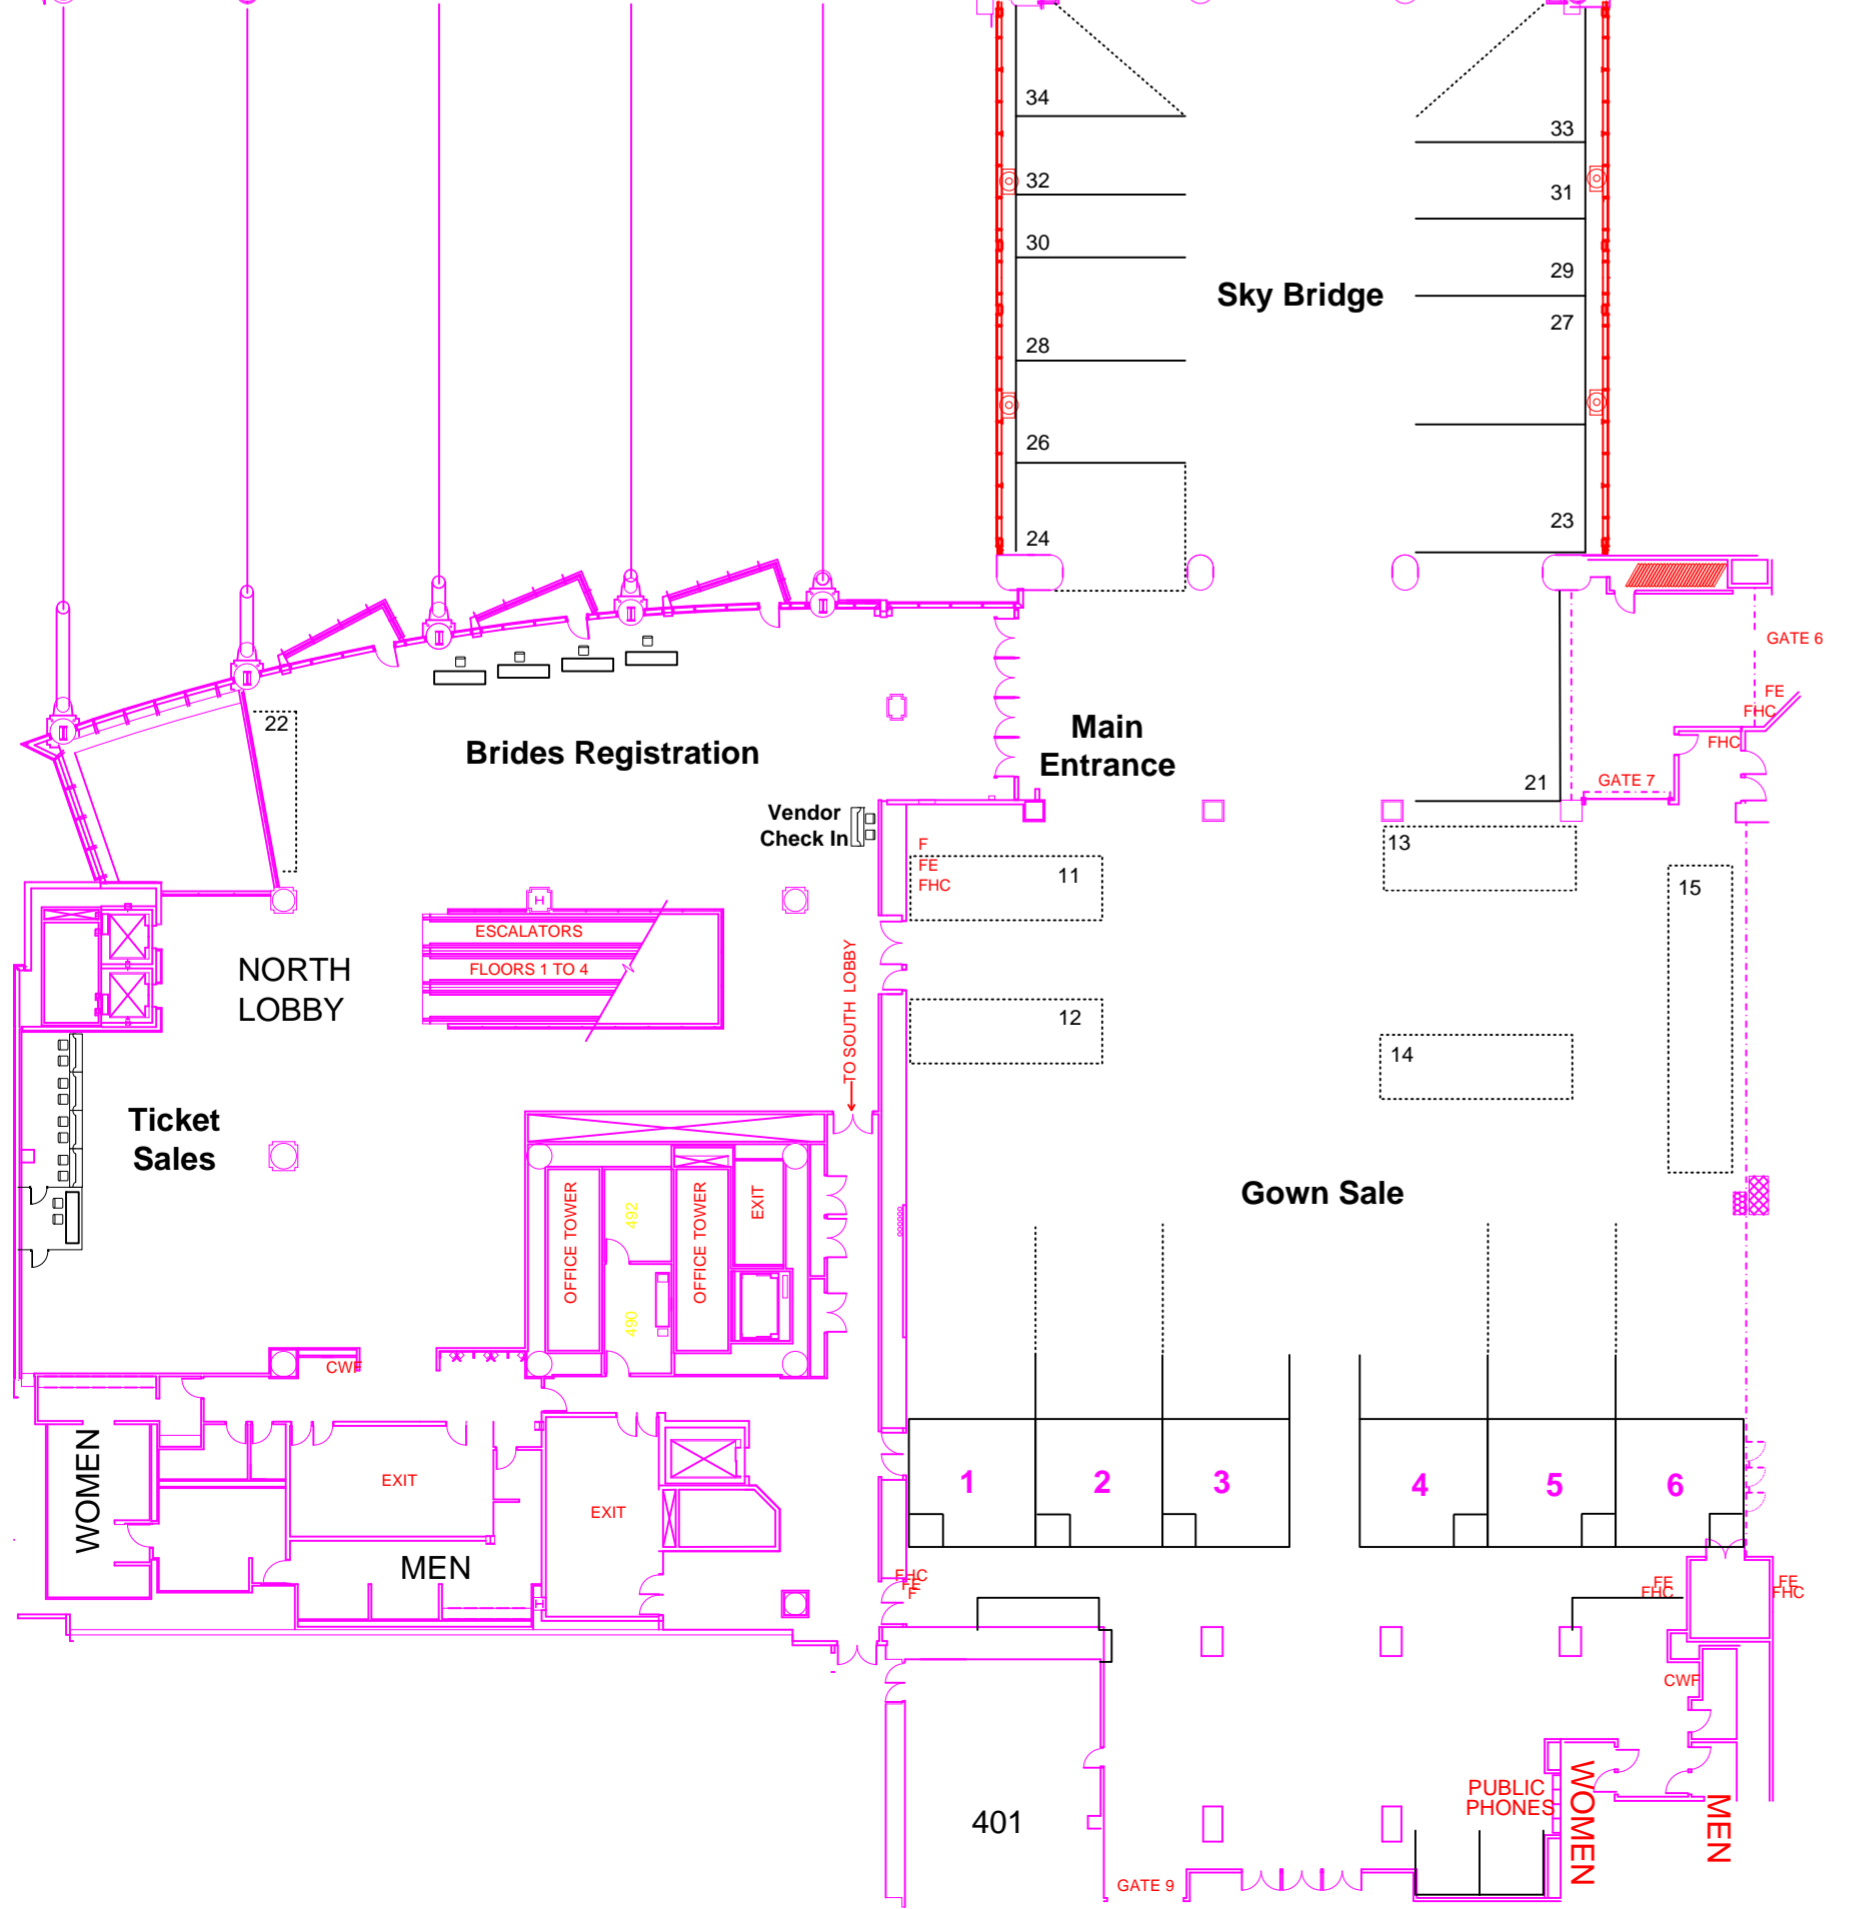 34
33
32
31
30
29
Sky Bridge
27
28
26
23
24
GATE 6
FE
FHC
22
Main
Entrance
FHC
Brides Registration
GATE 7
21
Vendor
Check In
13
F
FE
FHC
11
15
ESCALATORS
FLOORS 1 TO 4
NORTH
LOBBY
TO SOUTH LOBBY
12
14
Ticket
Sales
Gown Sale
OFFICE TOWER
492
OFFICE TOWER
EXIT
490
CWF
WOMEN
EXIT
EXIT
MEN
1
2
3
4
5
6
FHC
FE
F
FE
FHC
FE
FHC
CWF
PUBLIC
PHONES
WOMEN
MEN
401
GATE 9